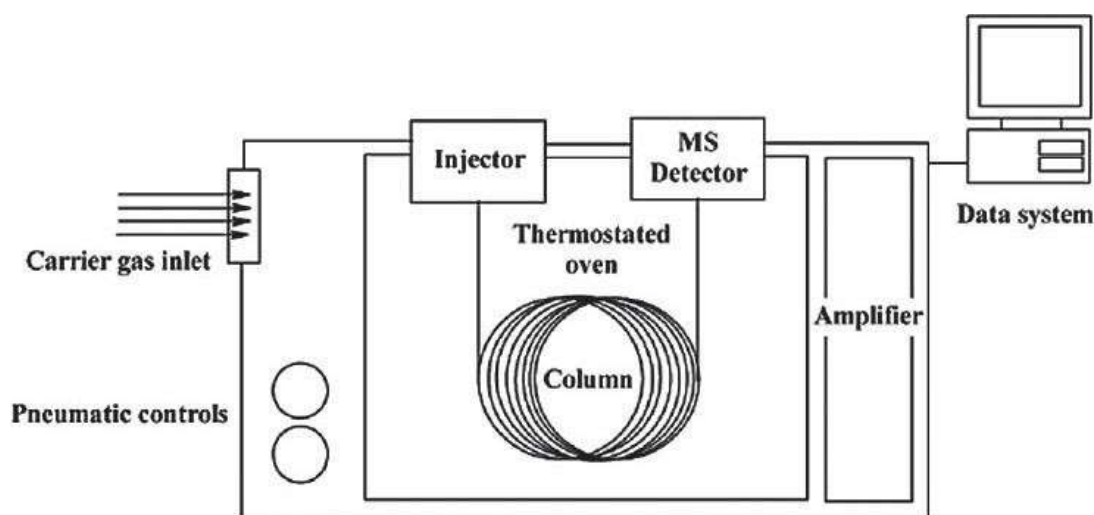 Injector
MS
Detector
Data system
Carrier gas inlet
Thermostated
oven
Amplifier
Column
Pneumatic controls